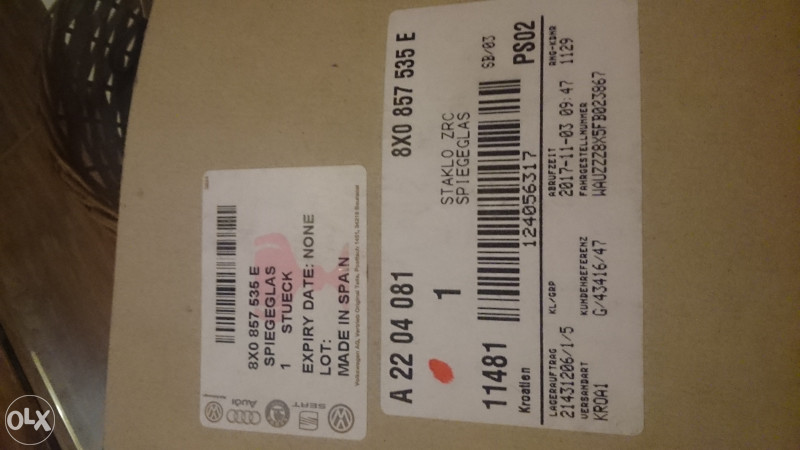 8X0 857 535 E
SPIEGEGLAS
1 STUECK
EXPIRY DATE: NONE
LOT:
MADE IN SPAIN
Audi
SEAT
A 22 04 081
8X0 857 535 E
1
STAKLO ZRC
SPIEGEGLAS
SB/03
PS02
11481
Kroatien
124056317
LAGERAUFTRAG
21431206/1/5
KL/GRP
ABRUFZEIT
2017-11-03 09:47
1129
VERSANDART
KROA1
KUNDENREFERENZ
G/43416/47
FAHRGESTELLNUMMER
WAUZZZ8X5FB023867
OLX